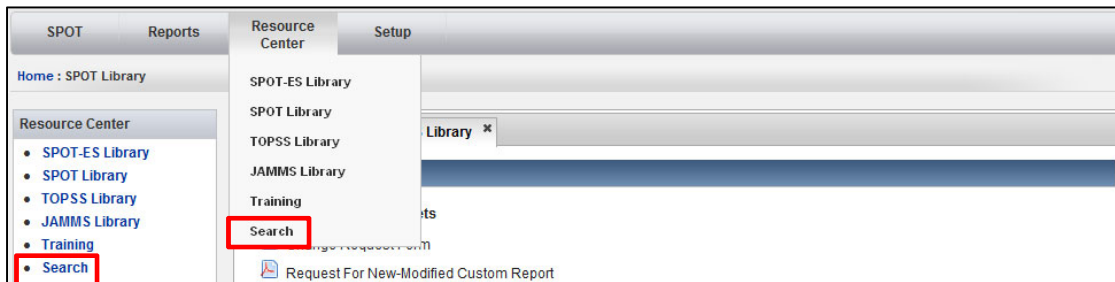 SPOT Reports Resource Center Setup
Home : SPOT Library
SPOT-ES Library
SPOT Library
TOPSS Library
JAMMS Library
Training
Search
Resource Center
SPOT-ES Library
SPOT Library
TOPSS Library
JAMMS Library
Training
Search
Library ×
ets
Request For New-Modified Custom Report